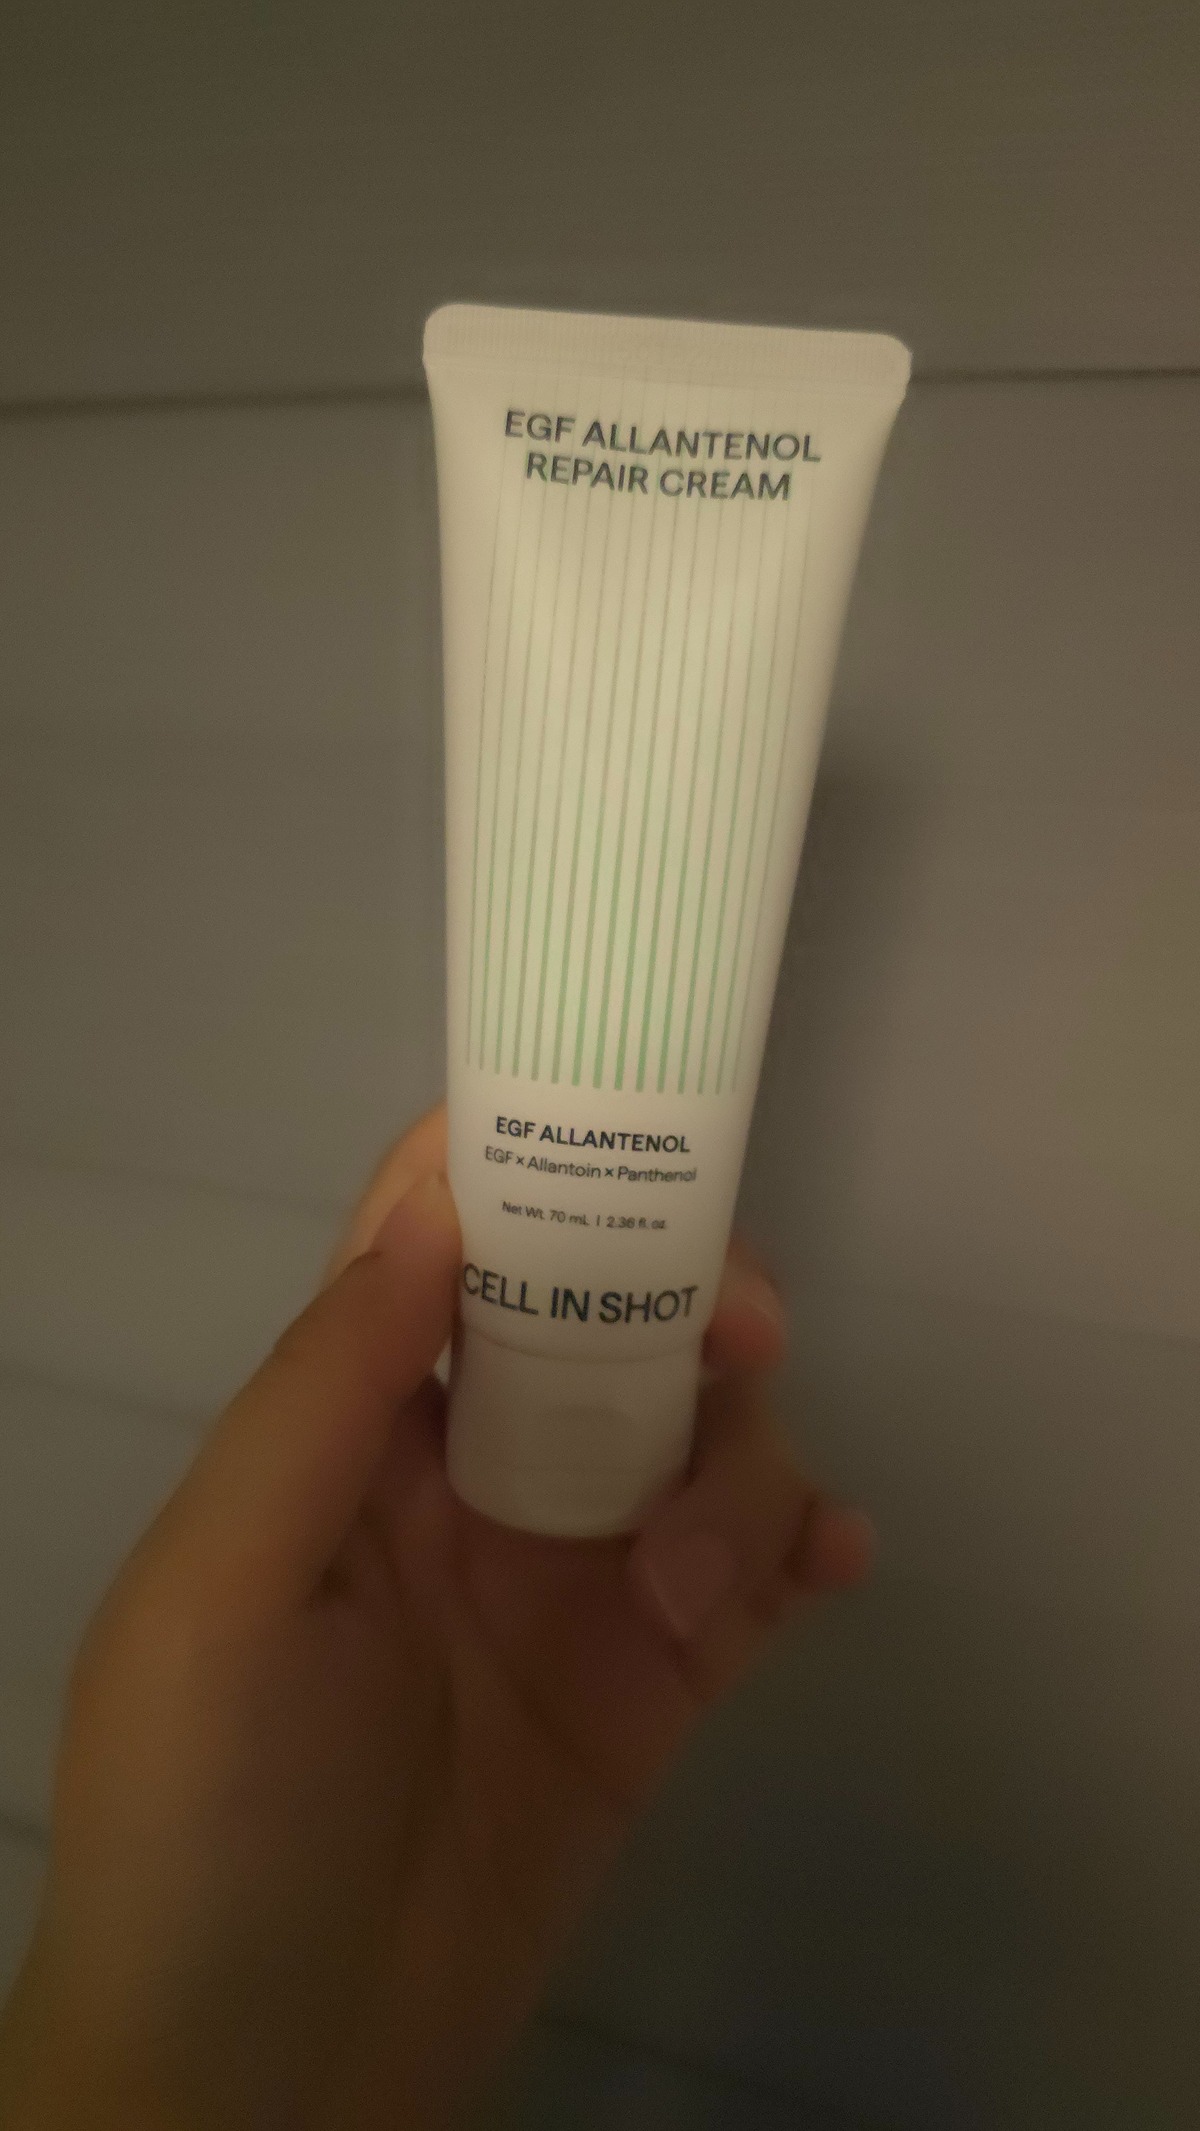 EGF ALLANTENOL
REPAIR CREAM
EGF ALLANTENOL
EGF × Allantoin × Panthenol
Net Wt. 70 mL | 2.36 fl. oz.
CELL IN SHOT